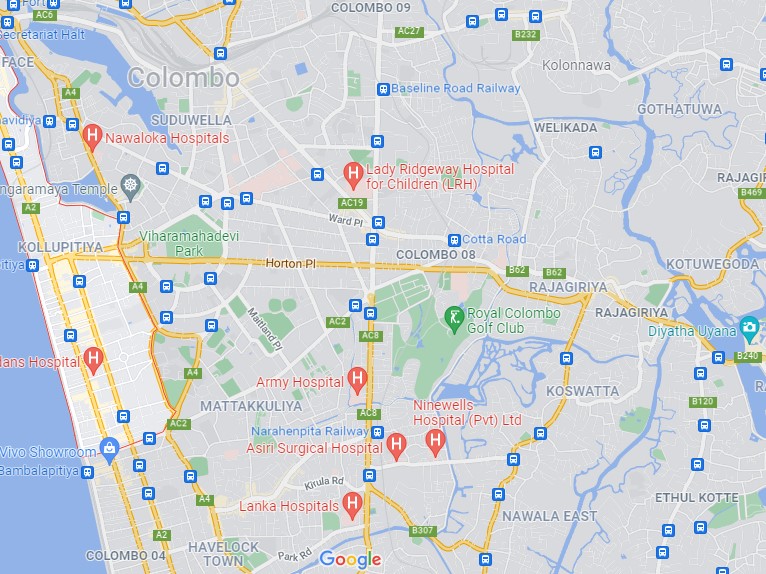 COLOMBO 09
Fort
AC6
AC27
B232
Secretariat Halt
FACE
Kolonnawa
Colombo
A4
Baseline Road Railway
GOTHATUWA
SUDUWELLA
WELIKADA
Nawaloka Hospitals
Lady Ridgeway Hospital
for Children (LRH)
RAJAGIRI
ngaramaya Temple
B469
A2
AC19
Ward Pl
Viharamahadevi
Park
KOLLUPITIYA
COLOMBO 08
Cotta Road
KOTUWEGODA
pitiya
Horton Pl
B62
B62
A4
RAJAGIRIYA
RAJAGIRIYA
Maitland Pl
AC2
AC8
Royal Colombo
Golf Club
Diyatha Uyana
dans Hospital
B240
B240
A4
Army Hospital
KOSWATTA
RA
MATTAKKULIYA
B120
AC8
Ninewells
Hospital (Pvt) Ltd
AC2
Narahenpita Railway
Asiri Surgical Hospital
Vivo Showroom
Bambalapitiya
Kirula Rd
A4
Lanka Hospitals
ETHUL KOTTE
NAWALA EAST
A2
B307
HAVELOCK
TOWN
COLOMBO 04
Park Rd
Google